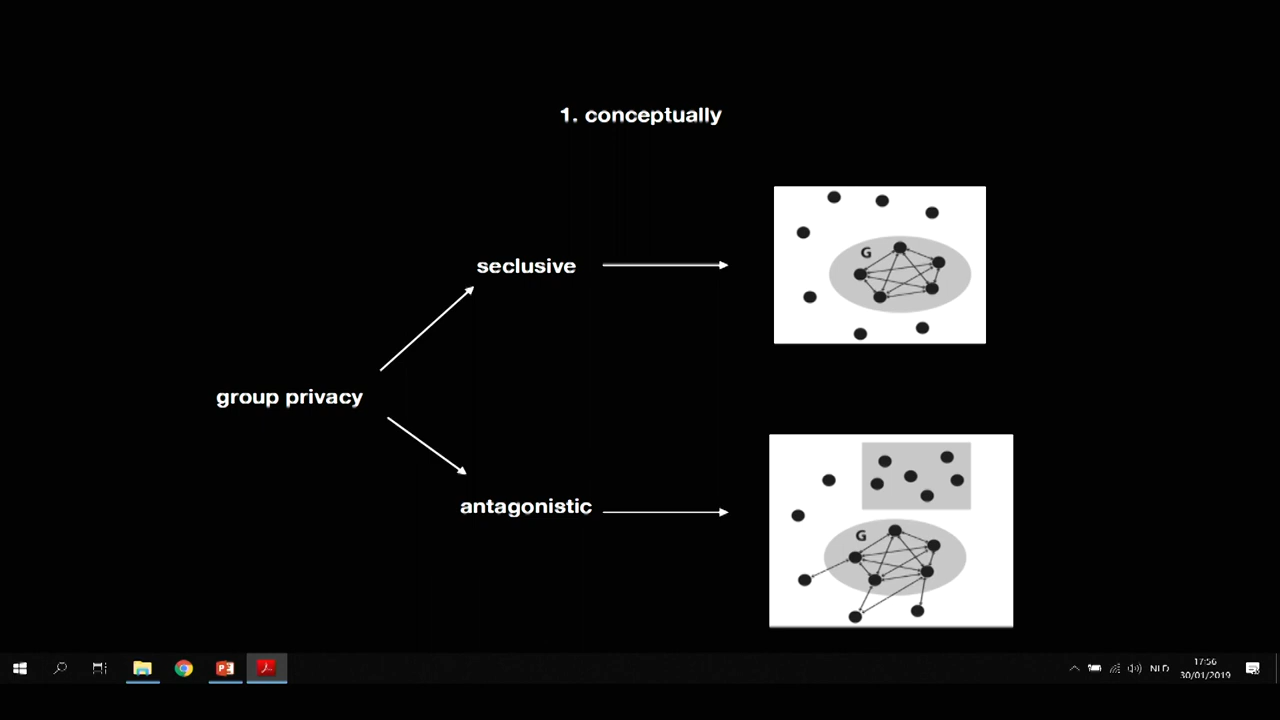 1. conceptually
G
seclusive
group privacy
antagonistic
G
NLD
17:56
30/01/2019